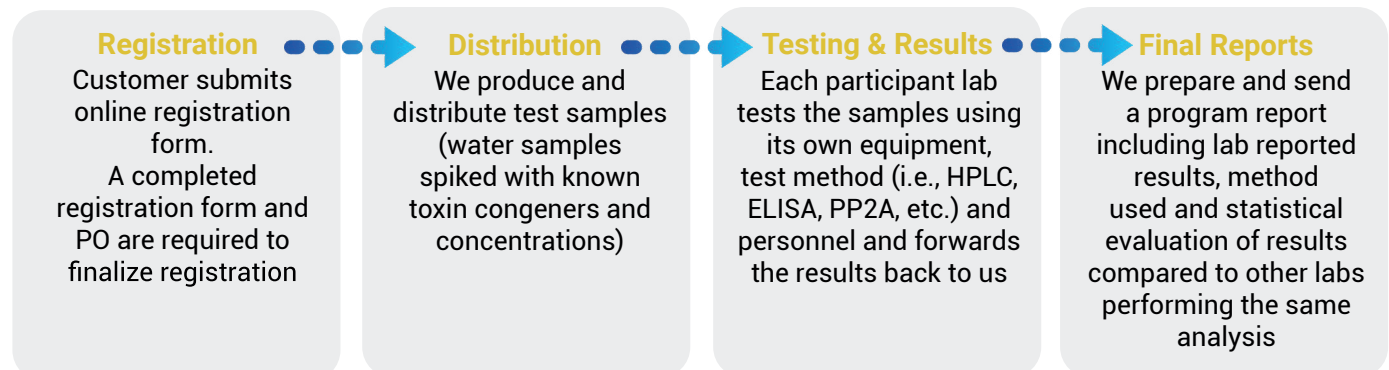 Registration
Customer submits
online registration
form.
A completed
registration form and
PO are required to
finalize registration
Distribution
We produce and
distribute test samples
(water samples
spiked with known
toxin congeners and
concentrations)
Testing & Results
Each participant lab
tests the samples using
its own equipment,
test method (i.e., HPLC,
ELISA, PP2A, etc.) and
personnel and forwards
the results back to us
Final Reports
We prepare and send
a program report
including lab reported
results, method
used and statistical
evaluation of results
compared to other labs
performing the same
analysis